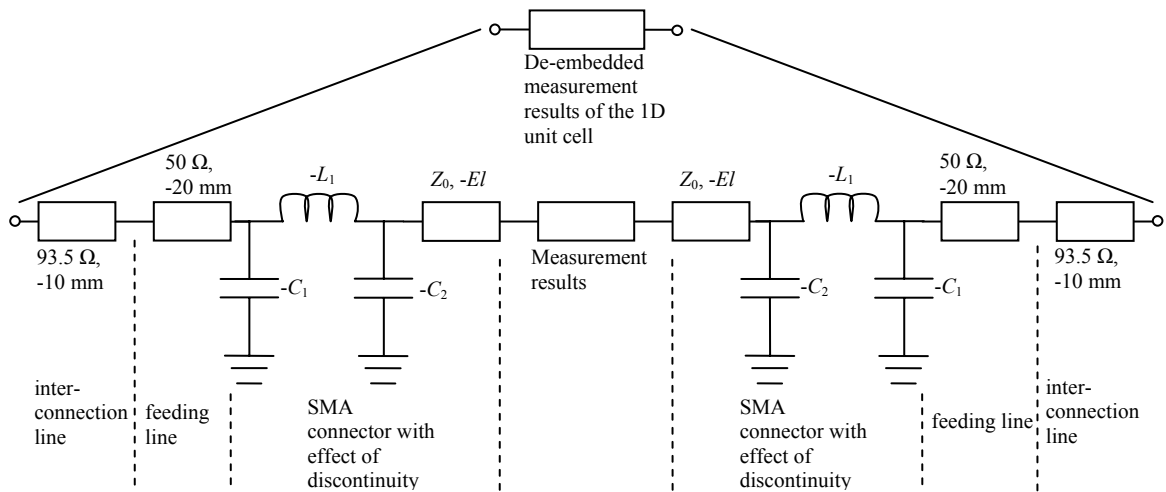 De-embedded
measurement
results of the 1D
unit cell
50 Ω,
-20 mm
-L1
Z0, -El
Z0, -El
-L1
50 Ω,
-20 mm
93.5 Ω,
-10 mm
-C1
-C2
Measurement
results
-C2
-C1
93.5 Ω,
-10 mm
inter-
connection
line
feeding
line
SMA
connector with
effect of
discontinuity
SMA
connector with
effect of
discontinuity
feeding line
inter-
connection
line